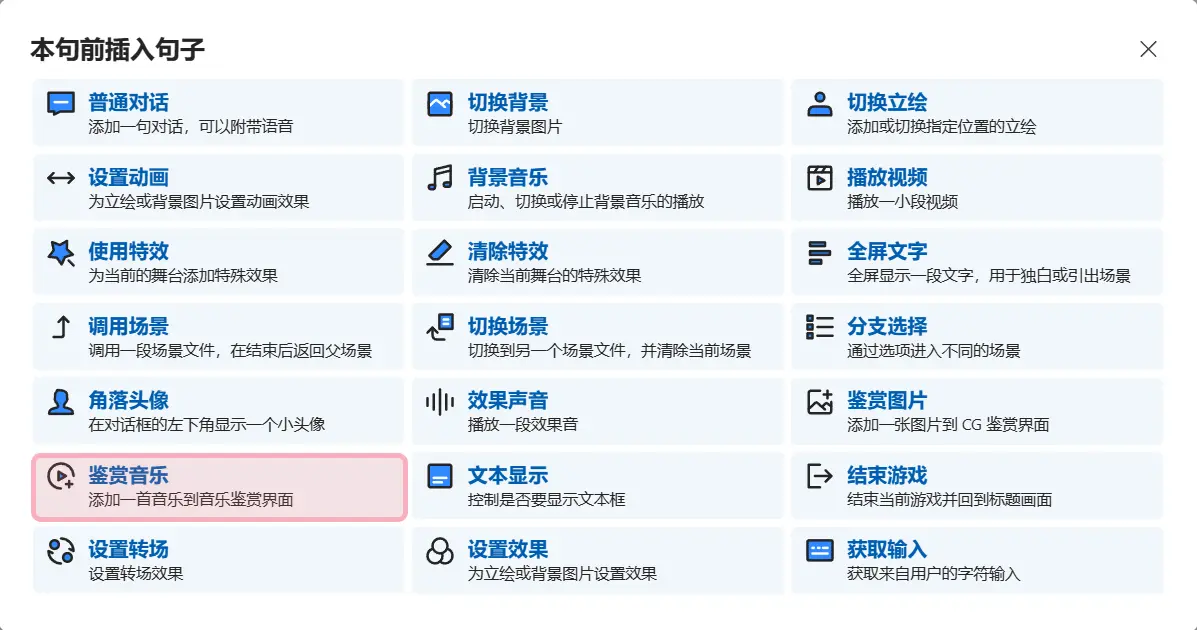 本句前插入句子
普通对话
添加一句对话，可以附带语音
切换背景
切换背景图片
切换立绘
添加或切换指定位置的立绘
设置动画
为立绘或背景图片设置动画效果
背景音乐
启动、切换或停止背景音乐的播放
播放视频
播放一小段视频
使用特效
为当前的舞台添加特殊效果
清除特效
清除当前舞台的特殊效果
全屏文字
全屏显示一段文字，用于独白或引出场景
调用场景
调用一段场景文件，在结束后返回父场景
切换场景
切换到另一个场景文件，并清除当前场景
分支选择
通过选项进入不同的场景
角落头像
在对话框的左下角显示一个小头像
效果声音
播放一段效果音
鉴赏图片
添加一张图片到 CG 鉴赏界面
鉴赏音乐
添加一首音乐到音乐鉴赏界面
文本显示
控制是否要显示文本框
结束游戏
结束当前游戏并回到标题画面
设置转场
设置转场效果
设置效果
为立绘或背景图片设置效果
获取输入
获取来自用户的字符输入